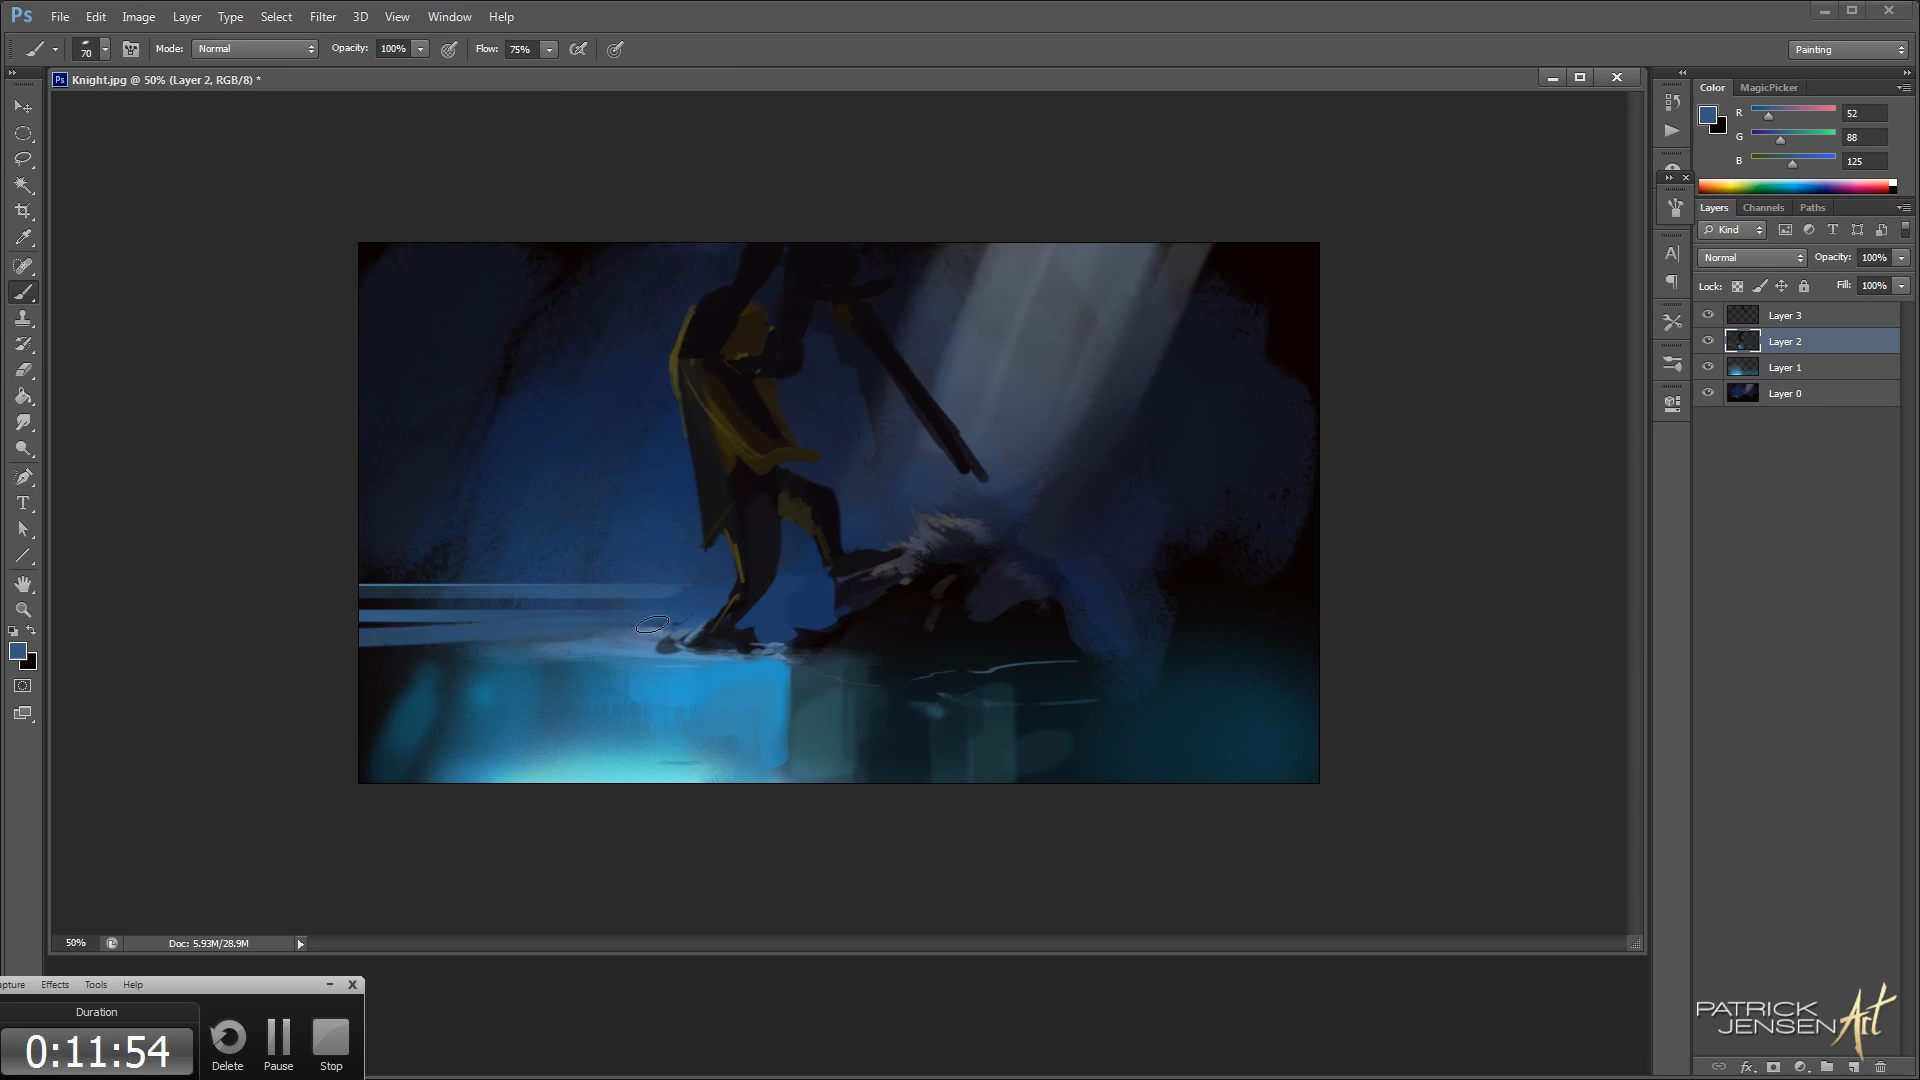 Ps File Edit Image Layer Type Select Filter 3D View Window Help
70 Mode: Normal Opacity: 100% Flow: 75% Painting
Ps Knight.jpg @ 50% (Layer 2, RGB/8) *
Color MagicPicker
R 52
G 88
B 125
Layers Channels Paths
Kind T
Normal Opacity: 100%
Lock: Fill: 100%
Layer 3
Layer 2
Layer 1
Layer 0
A
T
50% Doc: 5.93M/28.9M
apture Effects Tools Help
Duration
0:11:54
Delete Pause Stop
PATRICK
JENSEN Art
fx